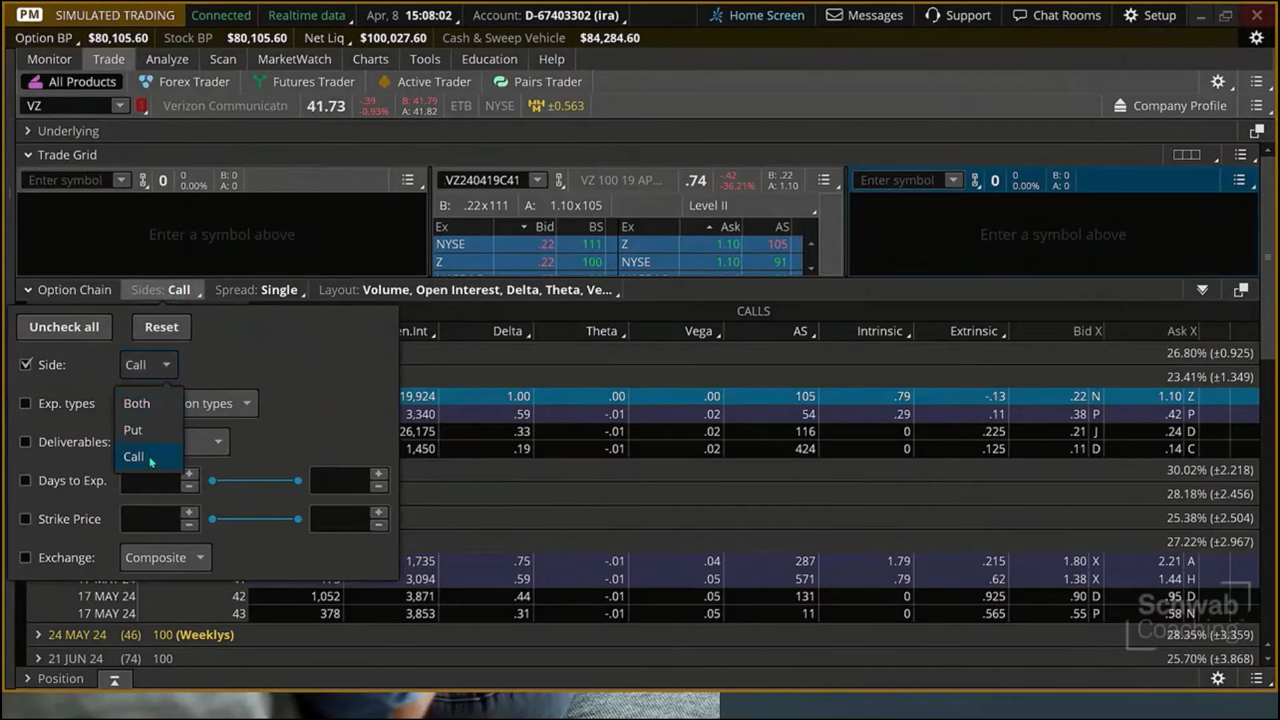 PM SIMULATED TRADING Connected Realtime data Apr, 8 15:08:02 Account: D-67403302 (ira) Home Screen Messages Support Chat Rooms Setup
Option BP $80,105.60 Stock BP $80,105.60 Net Liq $100,027.60 Cash & Sweep Vehicle $84,284.60
Monitor Trade Analyze Scan MarketWatch Charts Tools Education Help
All Products Forex Trader Futures Trader Active Trader Pairs Trader
VZ Verizon Communicatn 41.73 -.39 -0.93% B: 41.79 A: 41.82 ETB NYSE ±0.563 Company Profile
Underlying
Trade Grid
Enter symbol 0 0 0.00% B: 0 A: 0 VZ240419C41 VZ 100 19 AP... .74 -.42 -36.21% B: .22 A: 1.10 Enter symbol 0 0 0.00% B: 0 A: 0
B: .22x111 A: 1.10x105 Level II
Ex Bid BS Ex Ask AS
Enter a symbol above NYSE .22 111 Z 1.10 105 Enter a symbol above
Z .22 100 NYSE 1.10 91
Option Chain Sides: Call Spread: Single Layout: Volume, Open Interest, Delta, Theta, Ve...
Uncheck all Reset CALLS
en.Int Delta Theta Vega AS Intrinsic Extrinsic Bid X Ask X
26.80% (±0.925)
Side: Call 23.41% (±1.349)
Exp. types Both on types 19,924 1.00 .00 .00 105 .79 -.13 .22 N 1.10 Z
3,340 .59 -.01 .02 54 .29 .11 .38 P .42 P
Put 26,175 .33 -.01 .02 116 0 .225 .21 J .24 D
Deliverables: 1,450 .19 -.01 .02 424 0 .125 .11 D .14 C
Call 30.02% (±2.218)
Days to Exp. 28.18% (±2.456)
Strike Price 25.38% (±2.504)
27.22% (±2.967)
Exchange: Composite 1,735 .75 -.01 .04 287 1.79 .215 1.80 X 2.21 A
3,094 .59 -.01 .05 571 .79 .62 1.38 X 1.44 H
17 MAY 24 42 1,052 3,871 .44 -.01 .05 131 0 .925 .90 D .95 D
17 MAY 24 43 378 3,853 .31 -.01 .05 11 0 .565 .55 P .58 N
24 MAY 24 (46) 100 (Weeklys) 28.35% (±3.359)
21 JUN 24 (74) 100 25.70% (±3.868)
Schwab
Coaching
Position